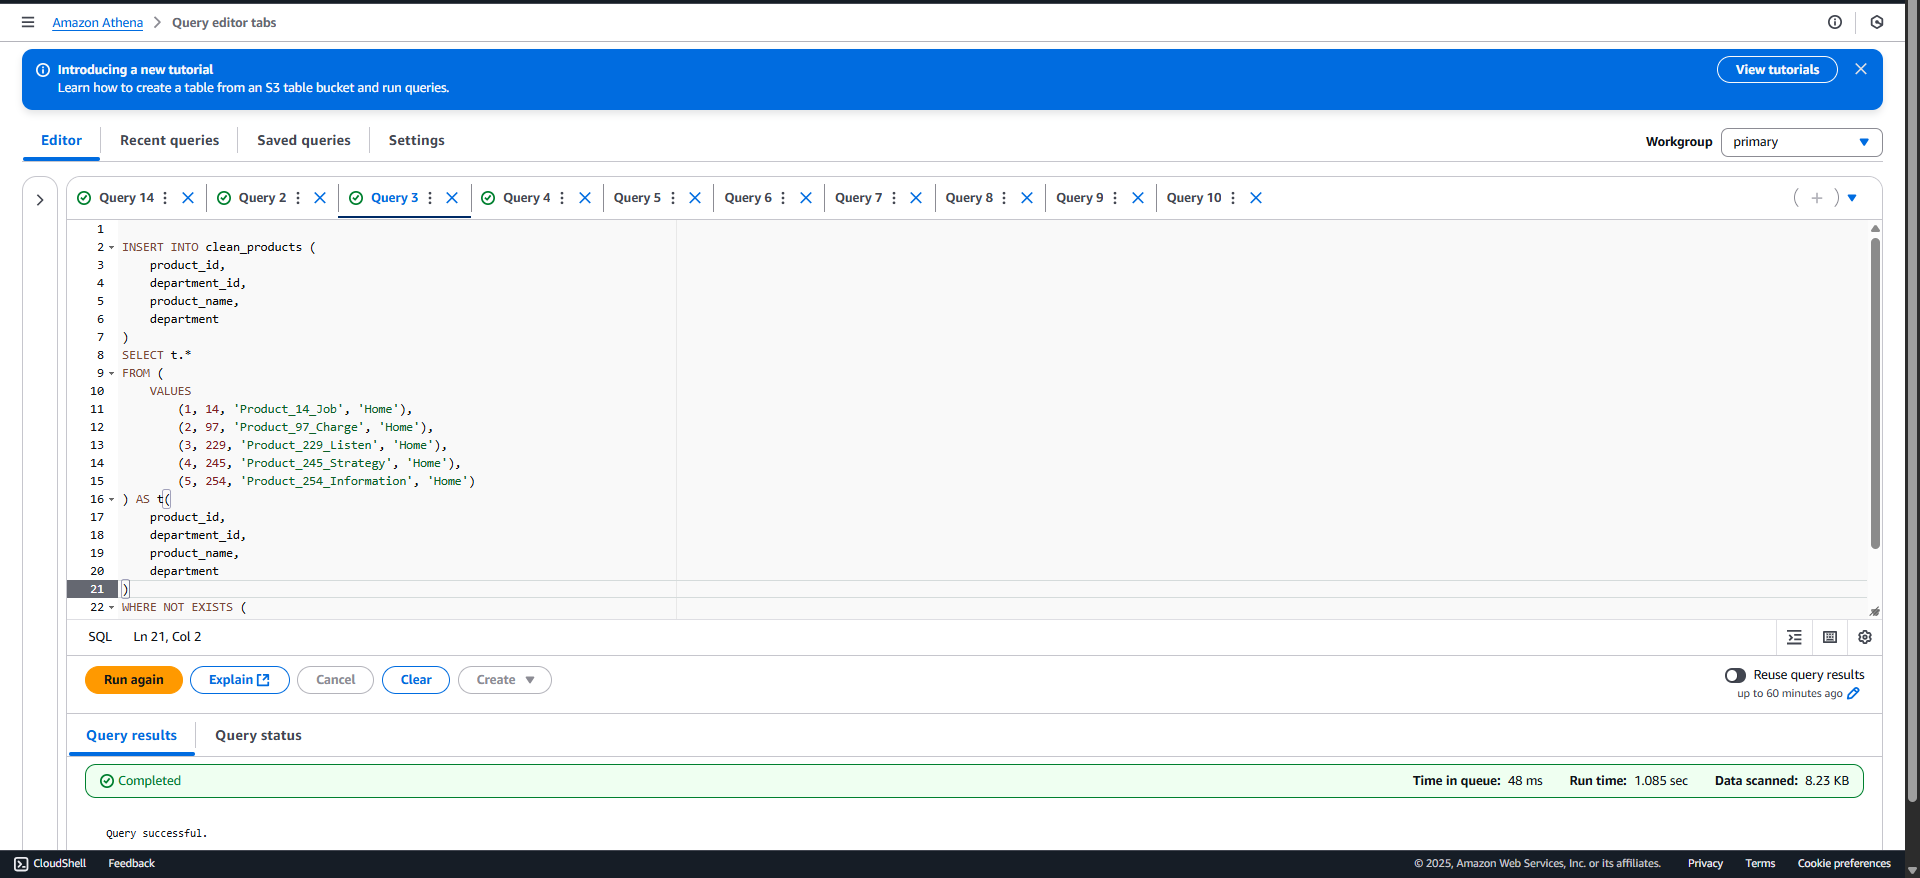 Amazon Athena > Query editor tabs
Introducing a new tutorial
Learn how to create a table from an S3 table bucket and run queries.
View tutorials
Editor Recent queries Saved queries Settings
Workgroup primary
Query 14 Query 2 Query 3 Query 4 Query 5 Query 6 Query 7 Query 8 Query 9 Query 10
1
2 INSERT INTO clean_products (
3 product_id,
4 department_id,
5 product_name,
6 department
7 )
8 SELECT t.*
9 FROM (
10 VALUES
11 (1, 14, 'Product_14_Job', 'Home'),
12 (2, 97, 'Product_97_Charge', 'Home'),
13 (3, 229, 'Product_229_Listen', 'Home'),
14 (4, 245, 'Product_245_Strategy', 'Home'),
15 (5, 254, 'Product_254_Information', 'Home')
16 ) AS t(
17 product_id,
18 department_id,
19 product_name,
20 department
21 )
22 WHERE NOT EXISTS (
SQL Ln 21, Col 2
Run again Explain Cancel Clear Create
Reuse query results
up to 60 minutes ago
Query results Query status
Completed
Time in queue: 48 ms Run time: 1.085 sec Data scanned: 8.23 KB
Query successful.
CloudShell Feedback
© 2025, Amazon Web Services, Inc. or its affiliates. Privacy Terms Cookie preferences